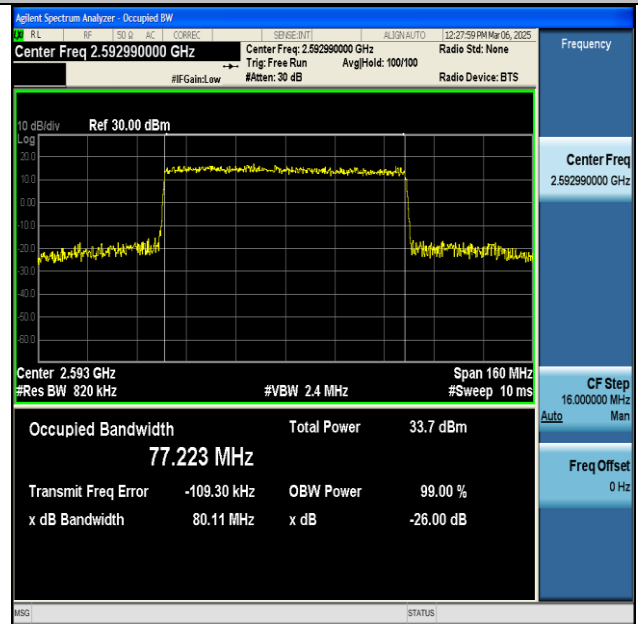 Agilent Spectrum Analyzer - Occupied BW
LXI RL RF 50 Ω AC CORREC SENSE:INT ALIGN AUTO 12:27:59 PM Mar 06, 2025
Center Freq 2.592990000 GHz
Center Freq: 2.592990000 GHz
Radio Std: None
Trig: Free Run Avg|Hold: 100/100
#IFGain:Low #Atten: 30 dB Radio Device: BTS
10 dB/div Ref 30.00 dBm
Log
20.0
10.0
0.00
-10.0
-20.0
-30.0
-40.0
-50.0
-60.0
Center 2.593 GHz Span 160 MHz
#Res BW 820 kHz #VBW 2.4 MHz #Sweep 10 ms
Occupied Bandwidth Total Power 33.7 dBm
77.223 MHz
Transmit Freq Error -109.30 kHz OBW Power 99.00 %
x dB Bandwidth 80.11 MHz x dB -26.00 dB
Frequency
Center Freq
2.592990000 GHz
CF Step
16.000000 MHz
Auto Man
Freq Offset
0 Hz
MSG STATUS